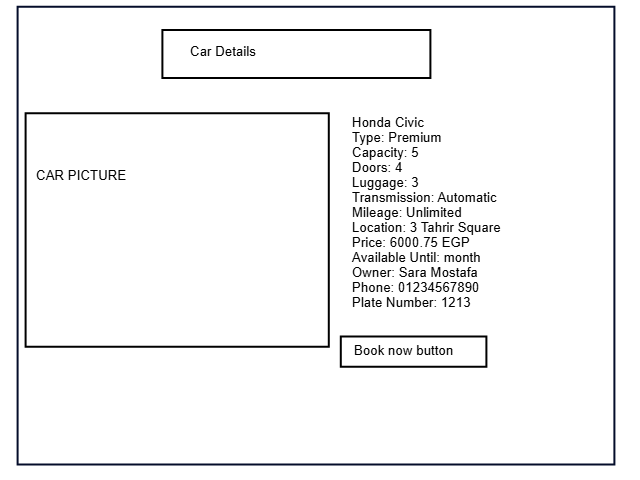 Car Details
CAR PICTURE
Honda Civic
Type: Premium
Capacity: 5
Doors: 4
Luggage: 3
Transmission: Automatic
Mileage: Unlimited
Location: 3 Tahrir Square
Price: 6000.75 EGP
Available Until: month
Owner: Sara Mostafa
Phone: 01234567890
Plate Number: 1213
Book now button